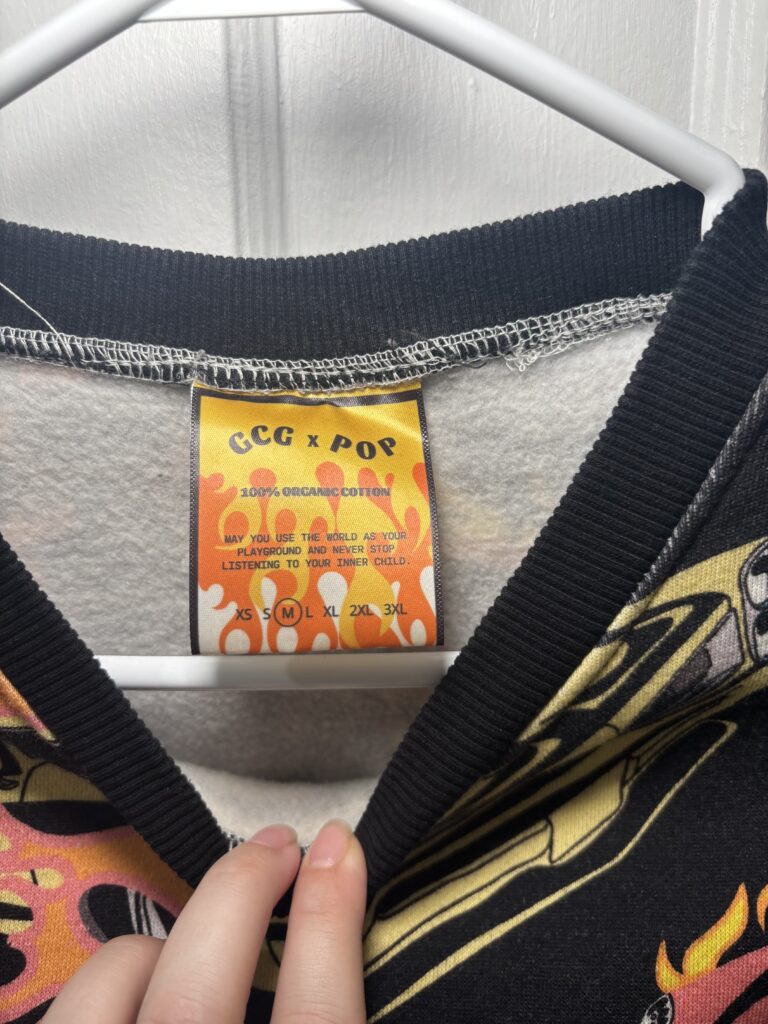 GCG x POP
100% ORGANIC COTTON
MAY YOU USE THE WORLD AS YOUR
PLAYGROUND AND NEVER STOP
LISTENING TO YOUR INNER CHILD.
XS S M L XL 2XL 3XL